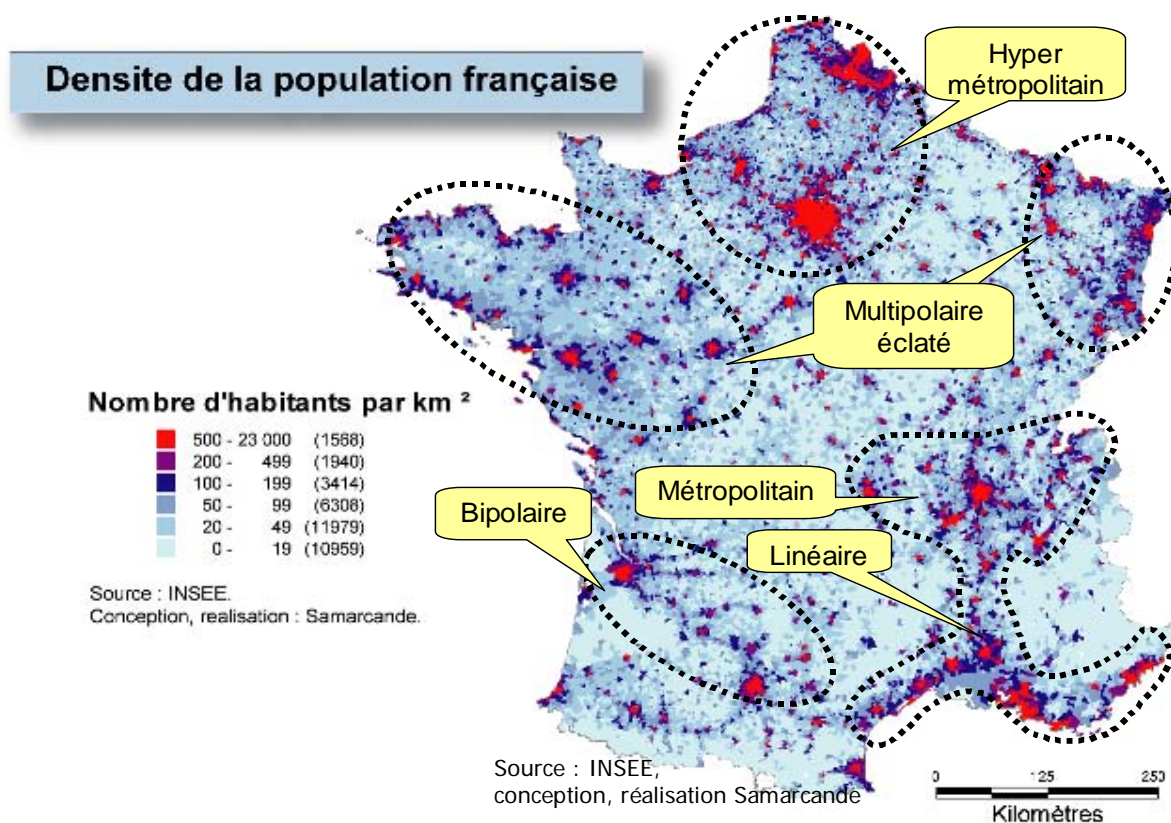 Densite de la population française
Hyper
métropolitain
Multipolaire
éclaté
Nombre d'habitants par km ²
500 - 23 000 (1568)
200 - 499 (1940)
100 - 199 (3414)
50 - 99 (6308)
20 - 49 (11979)
0 - 19 (10959)
Source : INSEE.
Conception, realisation : Samarcande.
Métropolitain
Bipolaire
Linéaire
Source : INSEE,
conception, réalisation Samarcande
0 125 250
Kilomètres